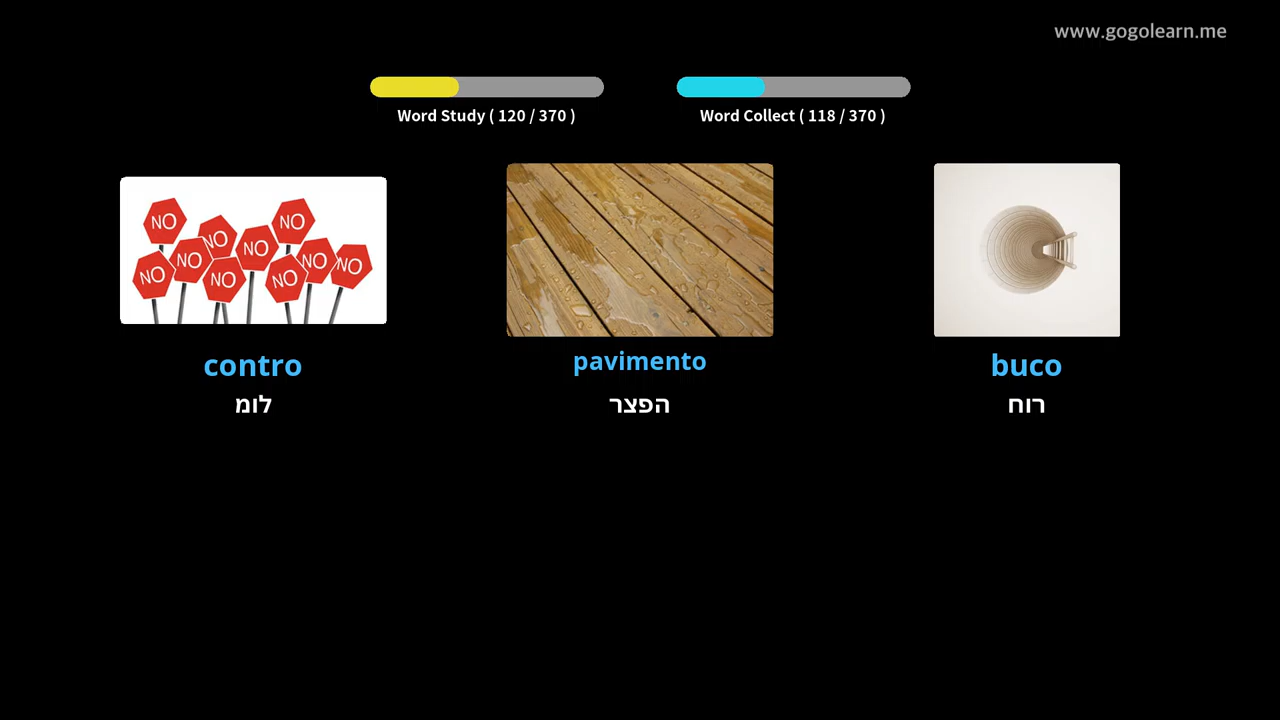 www.gogolearn.me
Word Study ( 120 / 370 )
Word Collect ( 118 / 370 )
NO
NO
NO
NO
NO
NO
NO
NO
NO
NO
contro
לומ
pavimento
הפצר
buco
רוח